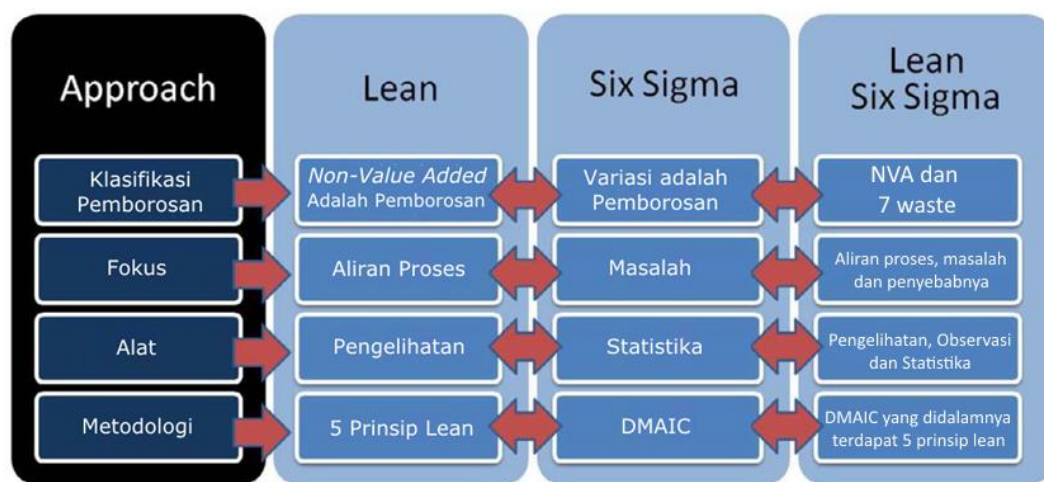 Approach
Lean
Six Sigma
Lean
Six Sigma
Klasifikasi
Pemborosan
Non-Value Added
Adalah Pemborosan
Variasi adalah
Pemborosan
NVA dan
7 waste
Fokus
Aliran Proses
Masalah
Aliran proses, masalah
dan penyebabnya
Alat
Pengelihatan
Statistika
Pengelihatan, Observasi
dan Statistika
Metodologi
5 Prinsip Lean
DMAIC
DMAIC yang didalamnya
terdapat 5 prinsip lean